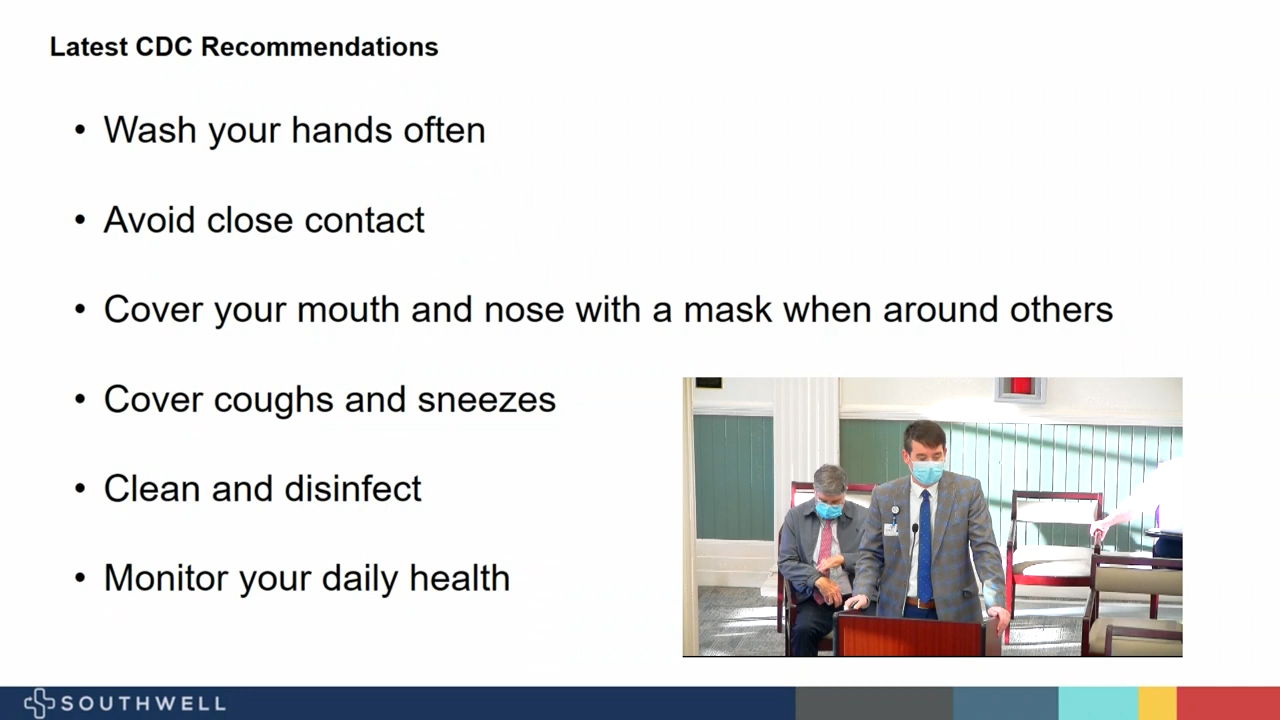 Latest CDC Recommendations
• Wash your hands often
• Avoid close contact
• Cover your mouth and nose with a mask when around others
• Cover coughs and sneezes
• Clean and disinfect
• Monitor your daily health
SOUTHWELL